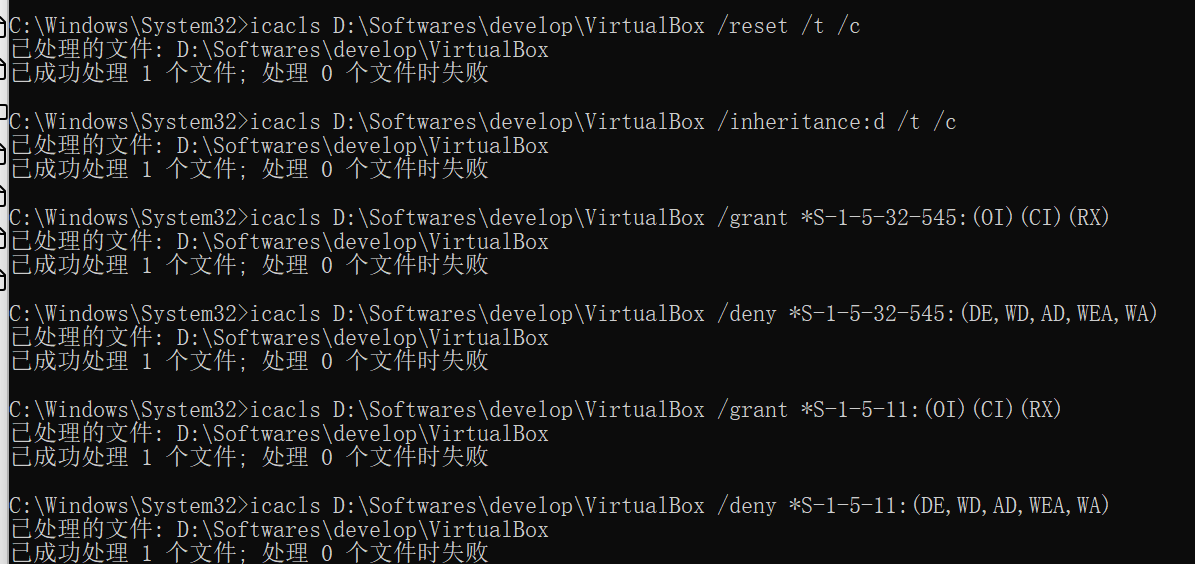 C:\Windows\System32>icacls D:\Softwares\develop\VirtualBox /reset /t /c
已处理的文件: D:\Softwares\develop\VirtualBox
已成功处理 1 个文件; 处理 0 个文件时失败
C:\Windows\System32>icacls D:\Softwares\develop\VirtualBox /inheritance:d /t /c
已处理的文件: D:\Softwares\develop\VirtualBox
已成功处理 1 个文件; 处理 0 个文件时失败
C:\Windows\System32>icacls D:\Softwares\develop\VirtualBox /grant *S-1-5-32-545:(OI)(CI)(RX)
已处理的文件: D:\Softwares\develop\VirtualBox
已成功处理 1 个文件; 处理 0 个文件时失败
C:\Windows\System32>icacls D:\Softwares\develop\VirtualBox /deny *S-1-5-32-545:(DE,WD,AD,WEA,WA)
已处理的文件: D:\Softwares\develop\VirtualBox
已成功处理 1 个文件; 处理 0 个文件时失败
C:\Windows\System32>icacls D:\Softwares\develop\VirtualBox /grant *S-1-5-11:(OI)(CI)(RX)
已处理的文件: D:\Softwares\develop\VirtualBox
已成功处理 1 个文件; 处理 0 个文件时失败
C:\Windows\System32>icacls D:\Softwares\develop\VirtualBox /deny *S-1-5-11:(DE,WD,AD,WEA,WA)
已处理的文件: D:\Softwares\develop\VirtualBox
已成功处理 1 个文件; 处理 0 个文件时失败